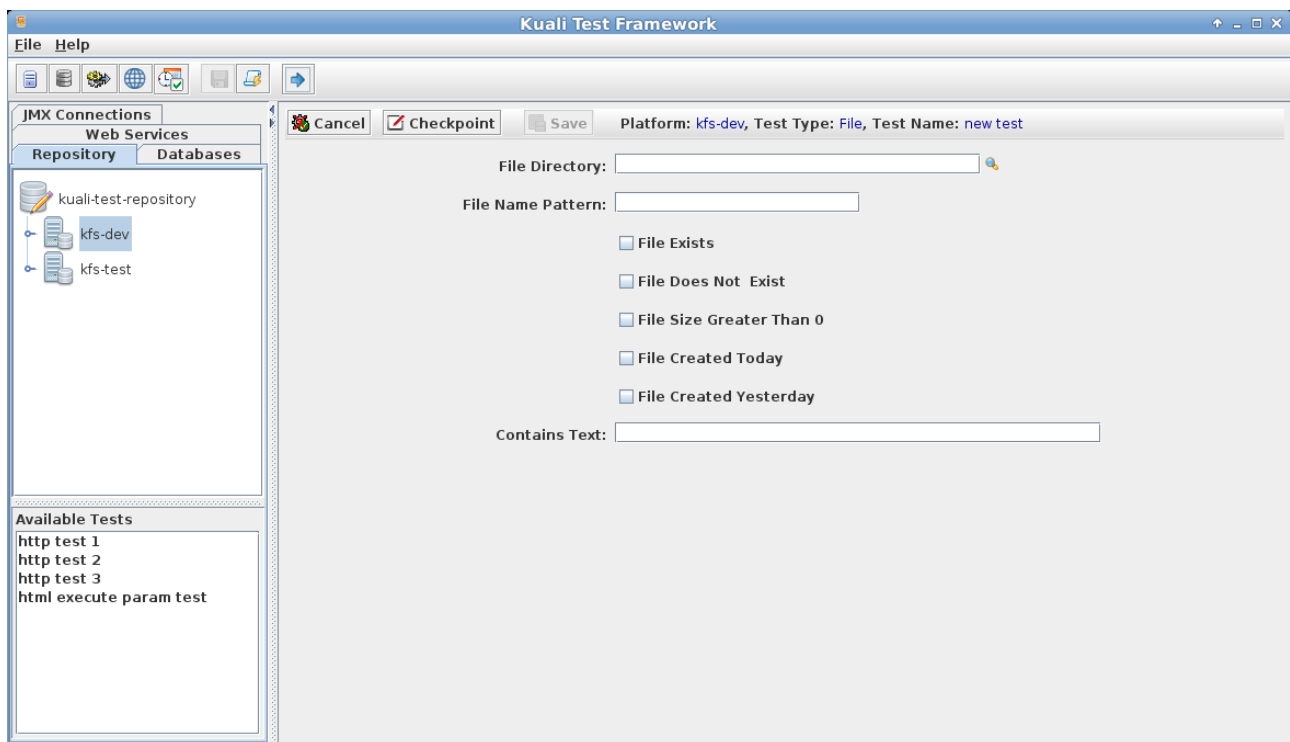 Kuali Test Framework
File Help
JMX Connections
Web Services
Repository Databases
kuali-test-repository
kfs-dev
kfs-test
Available Tests
http test 1
http test 2
http test 3
html execute param test
Cancel Checkpoint Save Platform: kfs-dev, Test Type: File, Test Name: new test
File Directory:
File Name Pattern:
File Exists
File Does Not Exist
File Size Greater Than 0
File Created Today
File Created Yesterday
Contains Text: